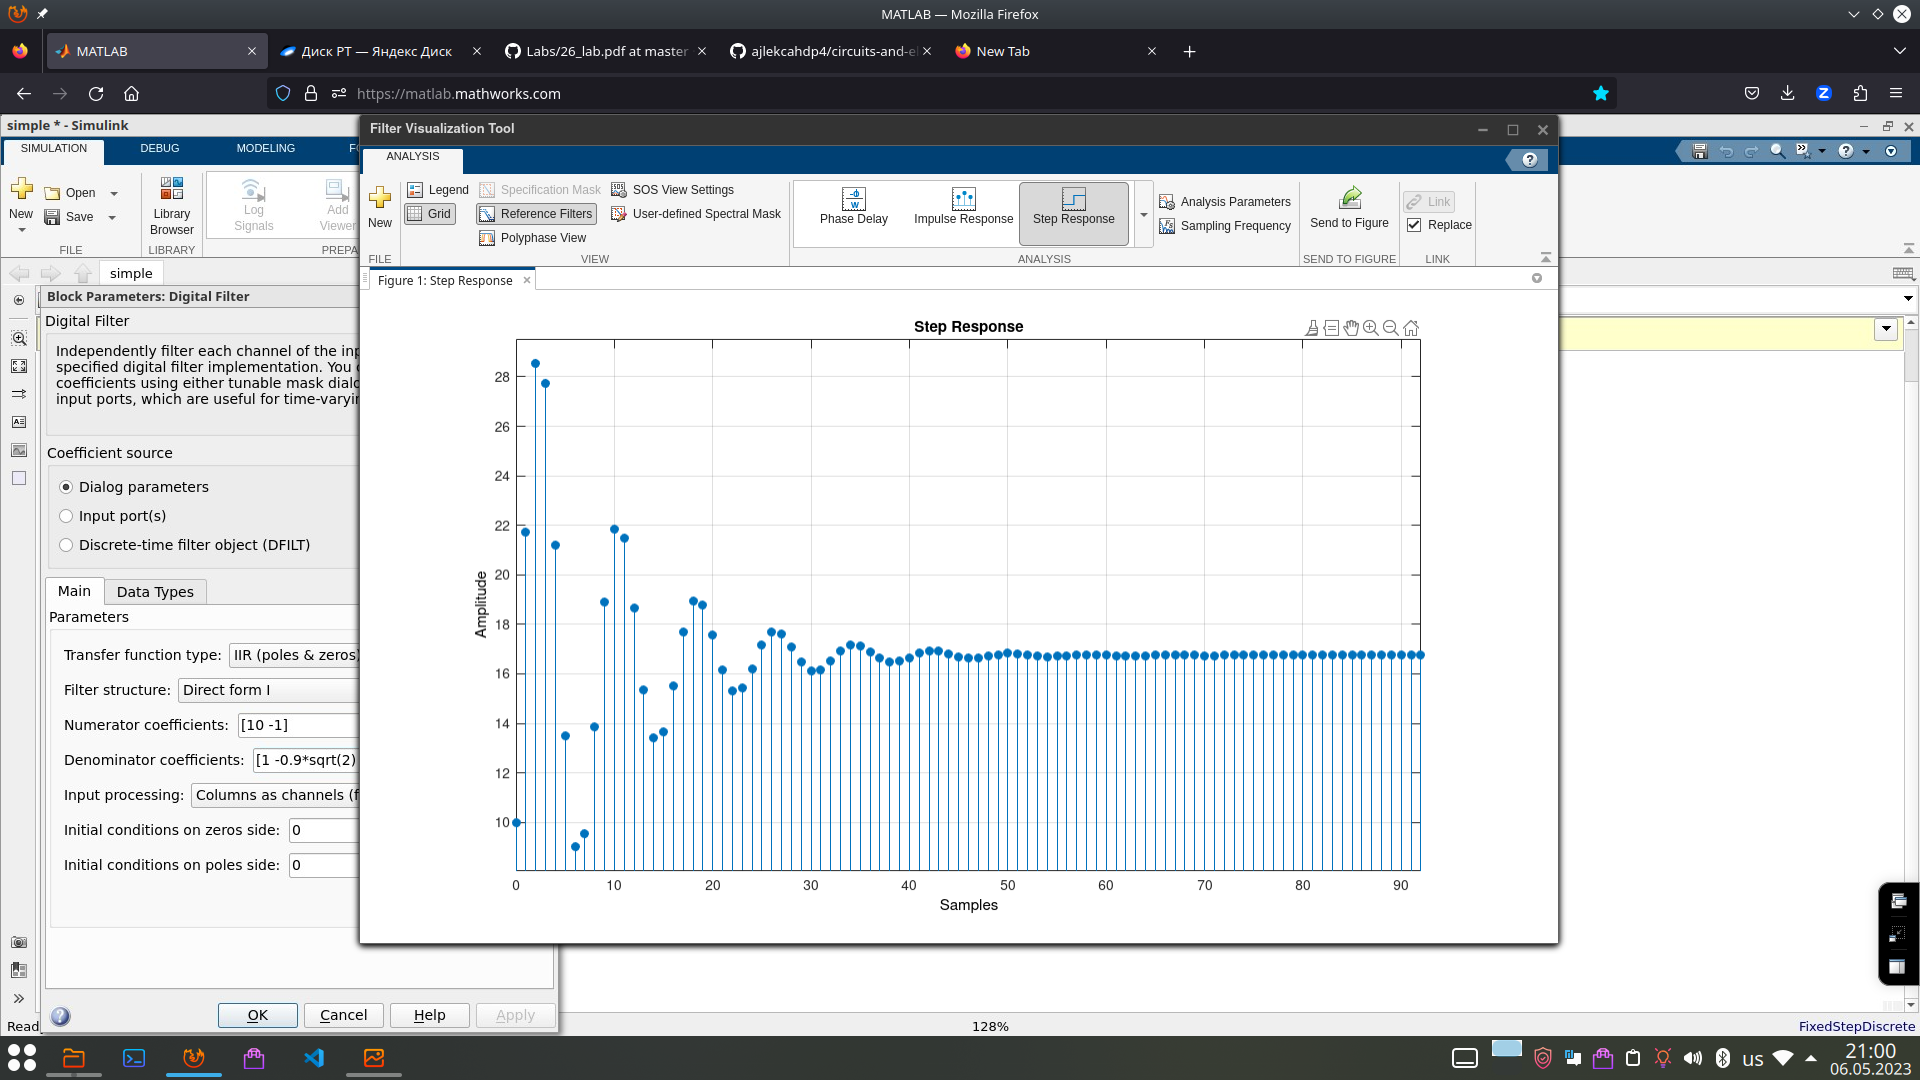 MATLAB — Mozilla Firefox
MATLAB
Диск РТ — Яндекс Диск
Labs/26_lab.pdf at master
ajlekcahdp4/circuits-and-el
New Tab
https://matlab.mathworks.com
simple * - Simulink
SIMULATION
DEBUG
MODELING
New
Open
Save
Library
Browser
Log
Signals
Add
Viewer
FILE
LIBRARY
PREPA
simple
Block Parameters: Digital Filter
Digital Filter
Independently filter each channel of the inp
specified digital filter implementation. You
coefficients using either tunable mask dialo
input ports, which are useful for time-varyin
Coefficient source
Dialog parameters
Input port(s)
Discrete-time filter object (DFILT)
Main
Data Types
Parameters
Transfer function type:
IIR (poles & zeros)
Filter structure:
Direct form I
Numerator coefficients:
[10 -1]
Denominator coefficients:
[1 -0.9*sqrt(2)
Input processing:
Columns as channels (f
Initial conditions on zeros side:
0
Initial conditions on poles side:
0
OK
Cancel
Help
Apply
128%
FixedStepDiscrete
Filter Visualization Tool
ANALYSIS
New
Legend
Grid
Specification Mask
Reference Filters
Polyphase View
SOS View Settings
User-defined Spectral Mask
Phase Delay
Impulse Response
Step Response
Analysis Parameters
Sampling Frequency
Send to Figure
Link
Replace
FILE
VIEW
ANALYSIS
SEND TO FIGURE
LINK
Figure 1: Step Response
Step Response
28
26
24
22
20
18
16
14
12
10
Amplitude
0
10
20
30
40
50
60
70
80
90
Samples
us
21:00
06.05.2023